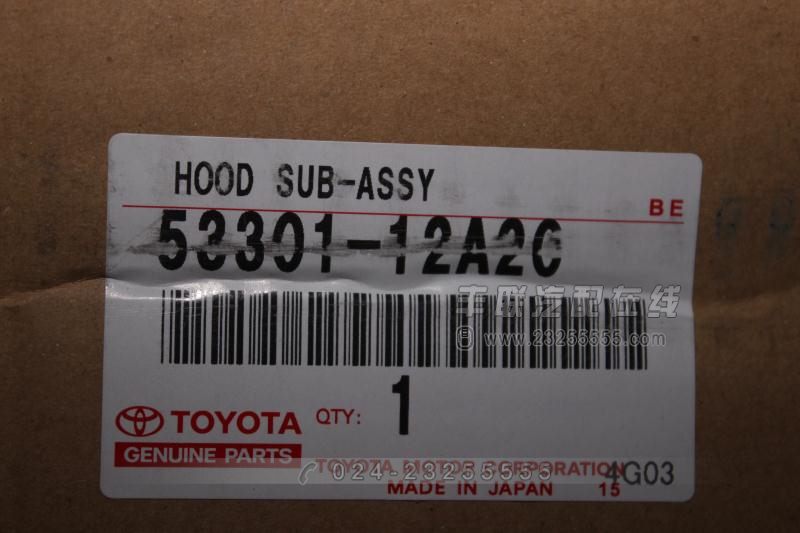 HOOD SUB-ASSY
BE
53301-12A2C
丰联汽配在线
www.23255555.com
1
QTY:
TOYOTA
GENUINE PARTS
TOYOTA MOTOR CORPORATION
024-23255555
4G03
MADE IN JAPAN 15